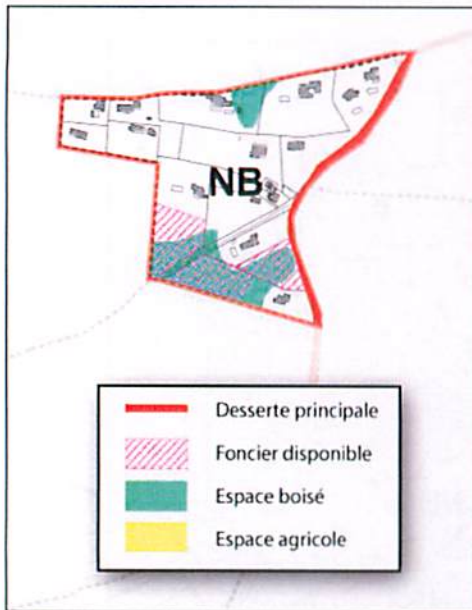 NB
Desserte principale
Foncier disponible
Espace boisé
Espace agricole